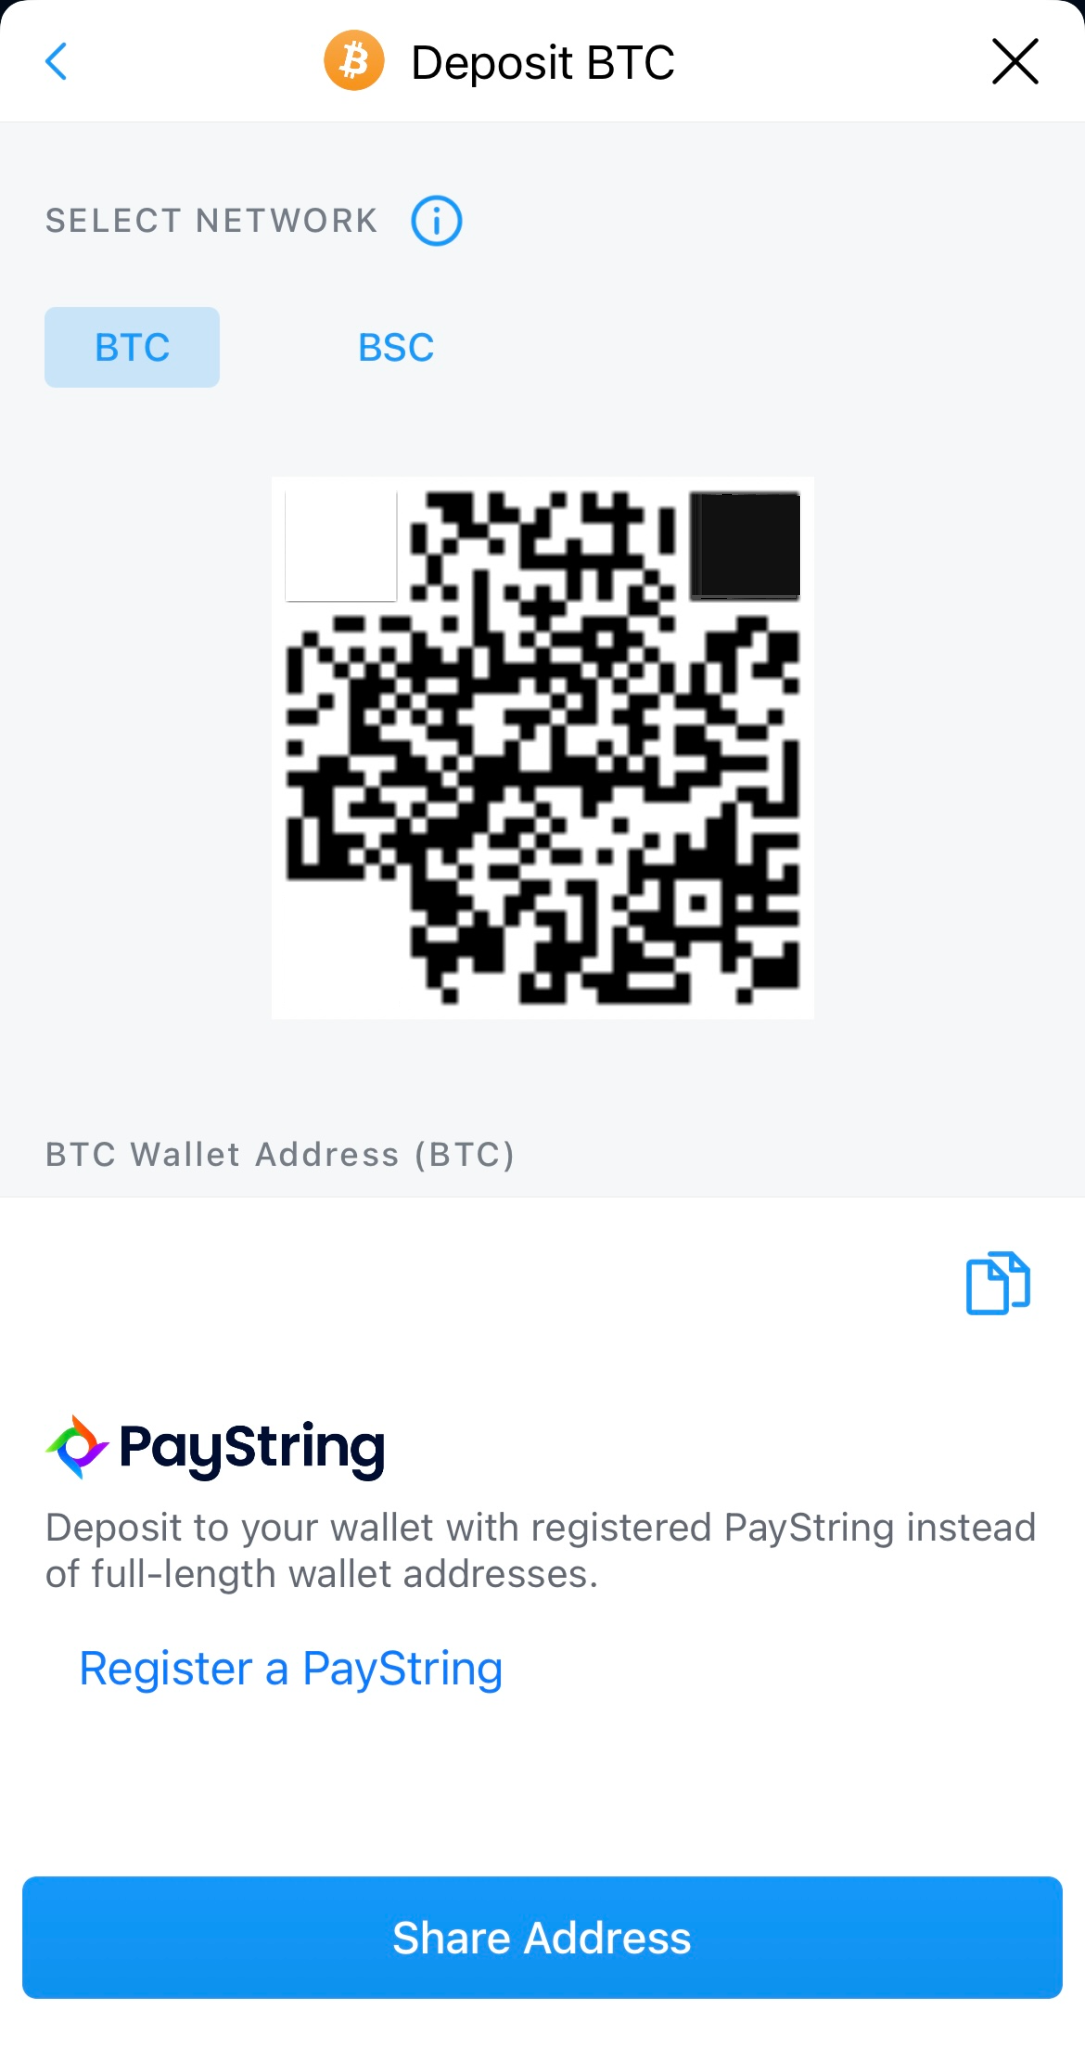 Deposit BTC
SELECT NETWORK
BTC
BSC
BTC Wallet Address (BTC)
PayString
Deposit to your wallet with registered PayString instead
of full-length wallet addresses.
Register a PayString
Share Address